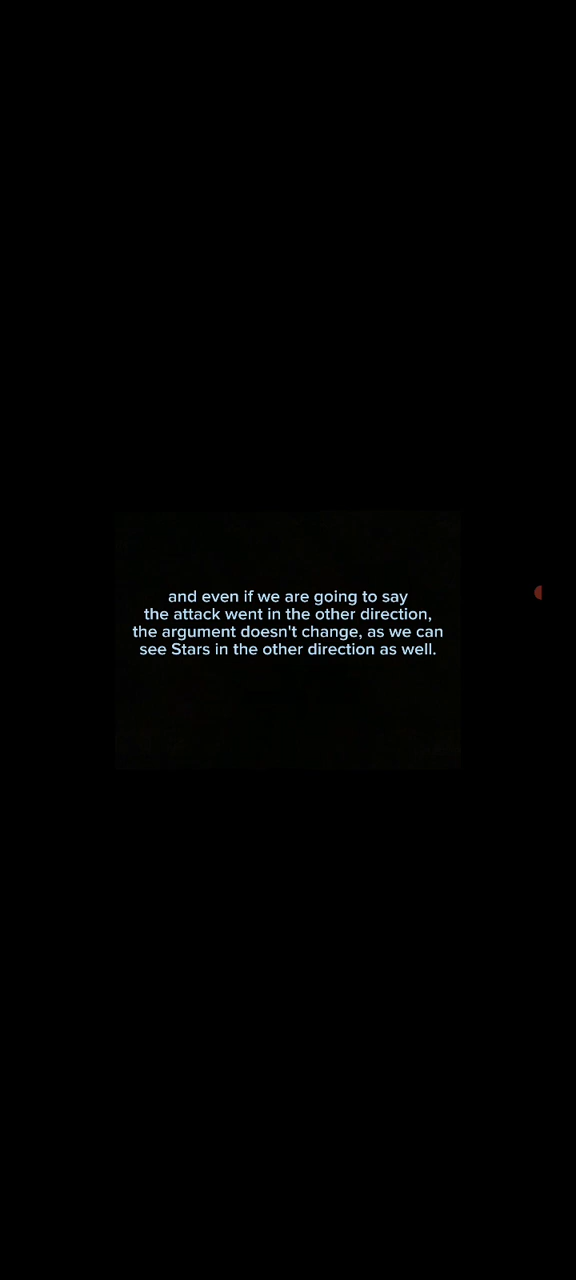 and even if we are going to say
the attack went in the other direction,
the argument doesn't change, as we can
see Stars in the other direction as well.